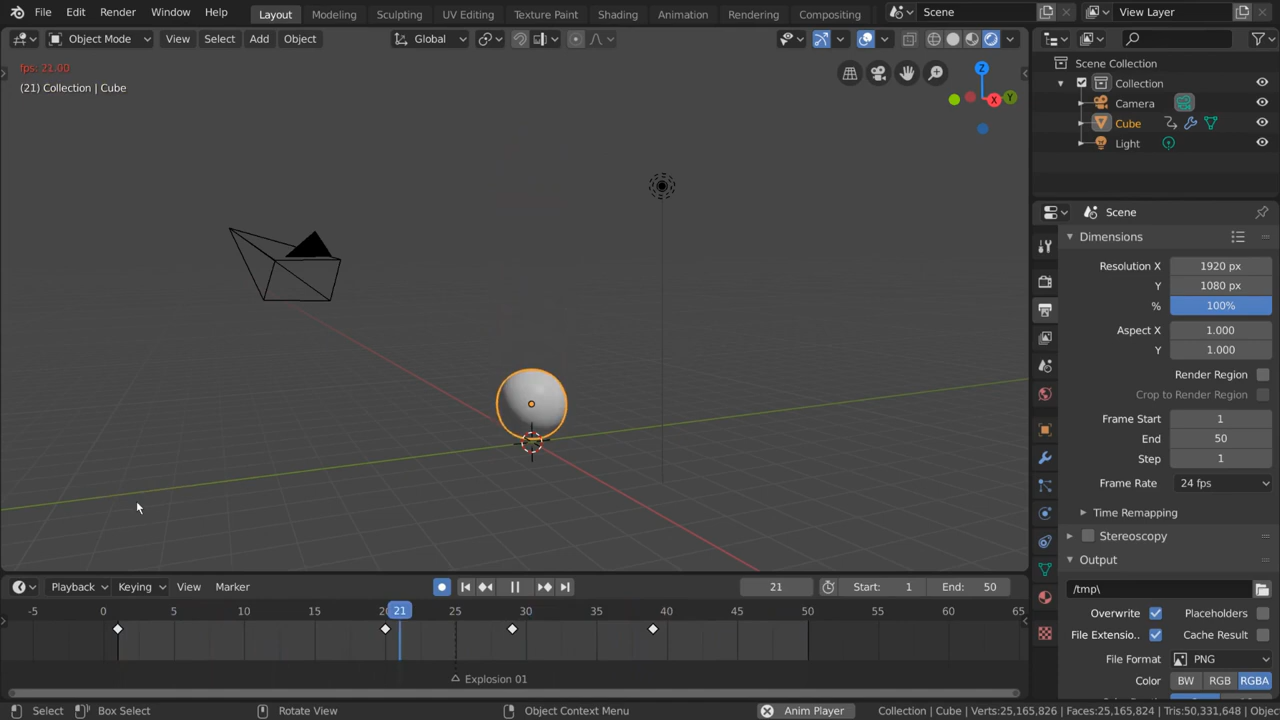 File Edit Render Window Help Layout Modeling Sculpting UV Editing Texture Paint Shading Animation Rendering Compositing Scene View Layer
Object Mode View Select Add Object Global
fps: 21.00
(21) Collection | Cube
Z
X
Y
Scene Collection
Collection
Camera
Cube
Light
Scene
Dimensions
Resolution X 1920 px
Y 1080 px
% 100%
Aspect X 1.000
Y 1.000
Render Region
Crop to Render Region
Frame Start 1
End 50
Step 1
Frame Rate 24 fps
Time Remapping
Stereoscopy
Output
/tmp\
Overwrite Placeholders
File Extensio.. Cache Result
File Format PNG
Color BW RGB RGBA
Playback Keying View Marker 21 Start: 1 End: 50
-5 0 5 10 15 20 21 25 30 35 40 45 50 55 60 65
Explosion 01
Select Box Select Rotate View Object Context Menu Anim Player Collection | Cube | Verts:25,165,826 | Faces:25,165,824 | Tris:50,331,648 | Objec